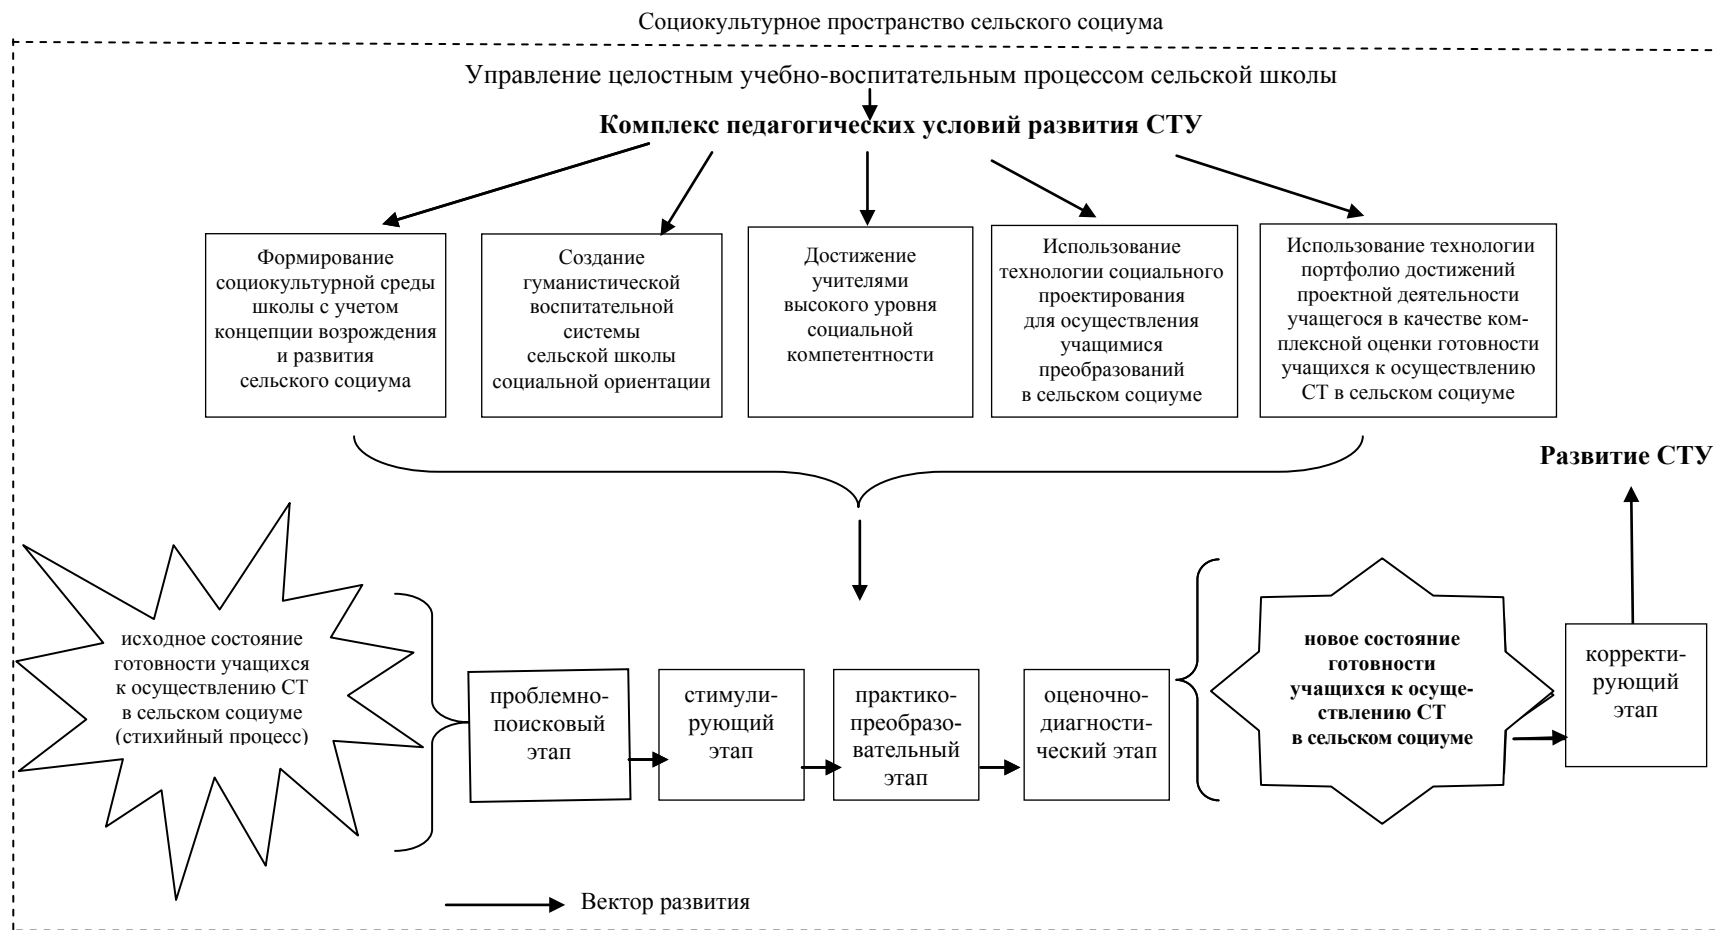 Социокультурное пространство сельского социума
Управление целостным учебно-воспитательным процессом сельской школы
Комплекс педагогических условий развития СТУ
Формирование
социокультурной среды
школы с учетом
концепции возрождения
и развития
сельского социума
Создание
гуманистической
воспитательной
системы
сельской школы
социальной ориентации
Достижение
учителями
высокого уровня
социальной
компетентности
Использование
технологии социального
проектирования
для осуществления
учащимися
преобразований
в сельском социуме
Использование технологии
портфолио достижений
проектной деятельности
учащегося в качестве ком-
плексной оценки готовности
учащихся к осуществлению
СТ в сельском социуме
Развитие СТУ
исходное состояние
готовности учащихся
к осуществлению СТ
в сельском социуме
(стихийный процесс)
проблемно-
поисковый
этап
стимули-
рующий
этап
практико-
преобразо-
вательный
этап
оценочно-
диагности-
ческий этап
новое состояние
готовности
учащихся к осуще-
ствлению СТ
в сельском социуме
корректи-
рующий
этап
Вектор развития